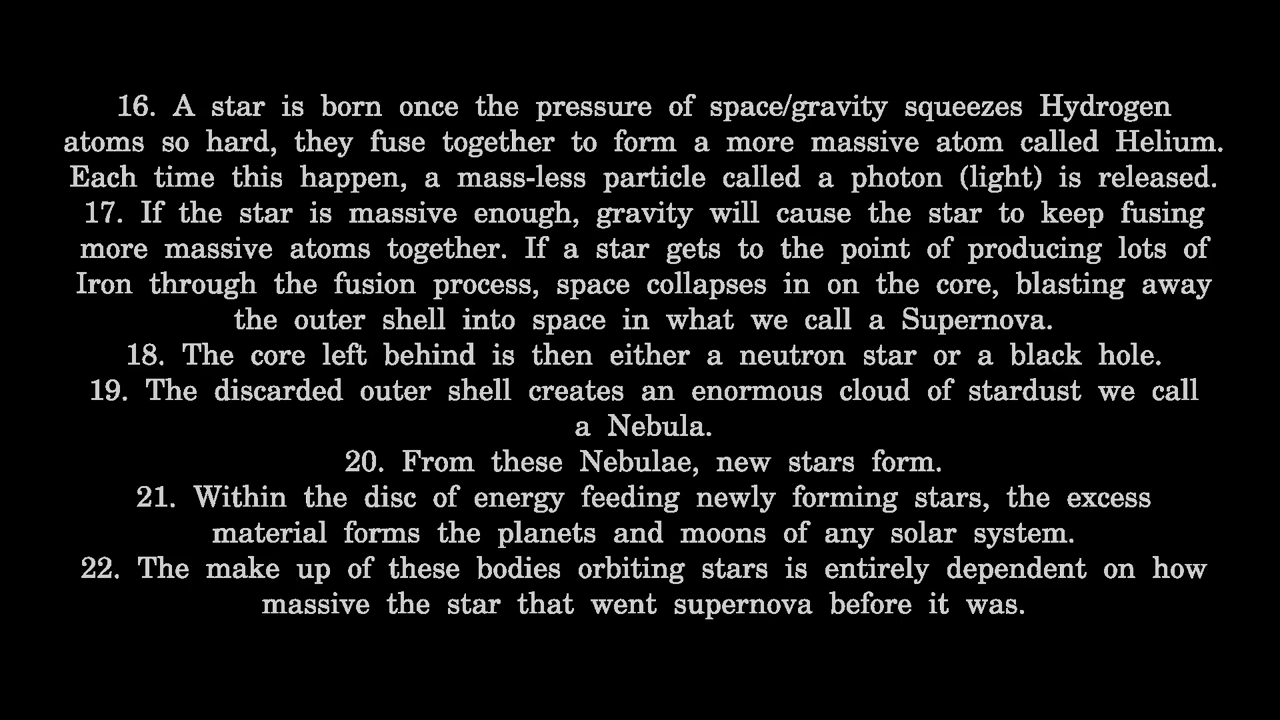 16. A star is born once the pressure of space/gravity squeezes Hydrogen
atoms so hard, they fuse together to form a more massive atom called Helium.
Each time this happen, a mass-less particle called a photon (light) is released.
17. If the star is massive enough, gravity will cause the star to keep fusing
more massive atoms together. If a star gets to the point of producing lots of
Iron through the fusion process, space collapses in on the core, blasting away
the outer shell into space in what we call a Supernova.
18. The core left behind is then either a neutron star or a black hole.
19. The discarded outer shell creates an enormous cloud of stardust we call
a Nebula.
20. From these Nebulae, new stars form.
21. Within the disc of energy feeding newly forming stars, the excess
material forms the planets and moons of any solar system.
22. The make up of these bodies orbiting stars is entirely dependent on how
massive the star that went supernova before it was.